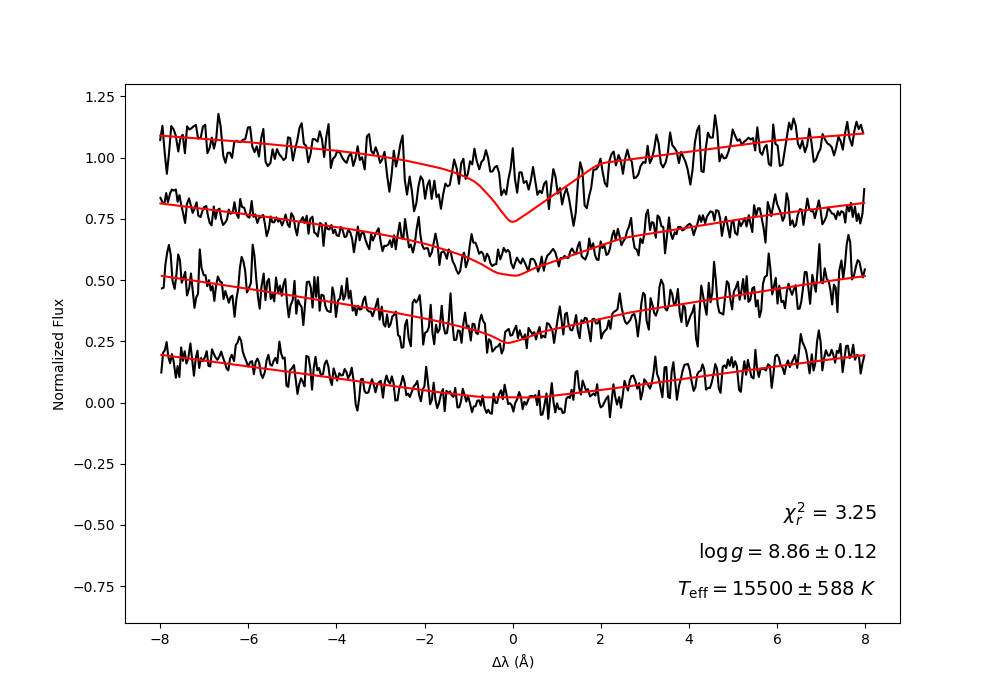 1.25
1.00
0.75
0.50
0.25
0.00
−0.25
−0.50
−0.75
Normalized Flux
χ²ᵣ = 3.25
log g = 8.86 ± 0.12
T_eff = 15500 ± 588 K
−8 −6 −4 −2 0 2 4 6 8
Δλ (Å)